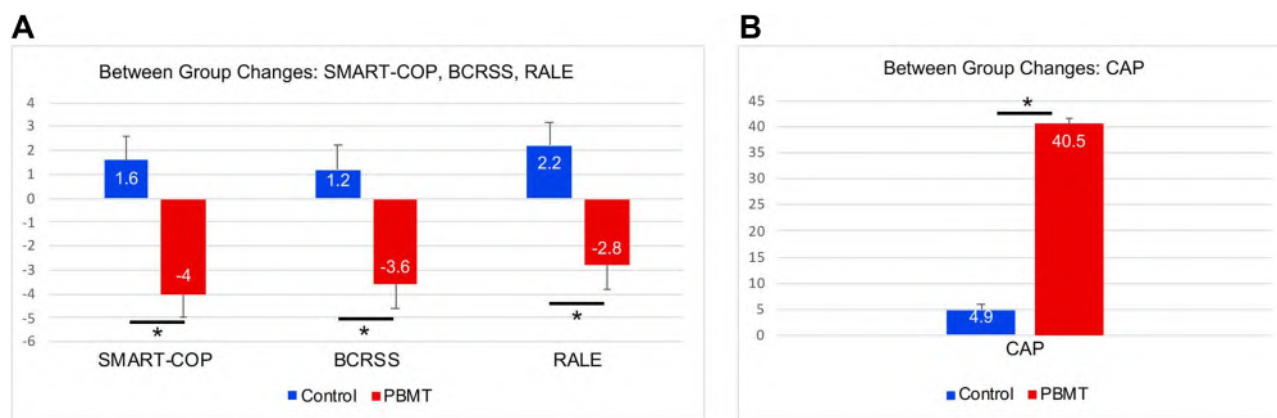 A
Between Group Changes: SMART-COP, BCRSS, RALE
4
3
2
1
0
-1
-2
-3
-4
-5
-6
1.6
-4
1.2
-3.6
2.2
-2.8
*
*
*
SMART-COP
BCRSS
RALE
Control
PBMT
B
Between Group Changes: CAP
45
40
35
30
25
20
15
10
5
0
*
4.9
40.5
CAP
Control
PBMT